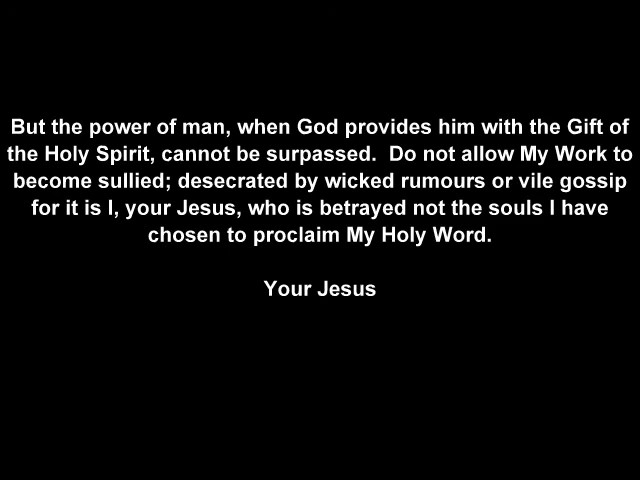 But the power of man, when God provides him with the Gift of
the Holy Spirit, cannot be surpassed.  Do not allow My Work to
become sullied; desecrated by wicked rumours or vile gossip
for it is I, your Jesus, who is betrayed not the souls I have
chosen to proclaim My Holy Word.
Your Jesus